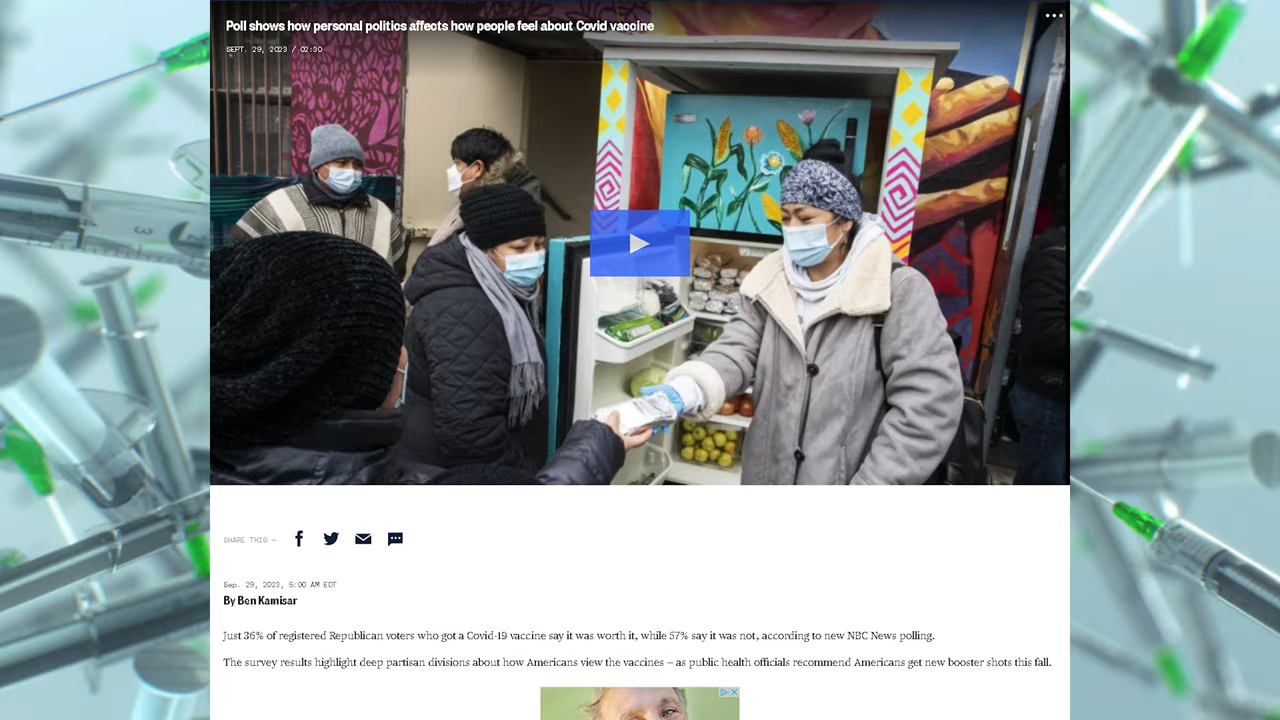 Poll shows how personal politics affects how people feel about Covid vaccine
SEPT. 29, 2023 / 02:30
SHARE THIS —
Sep. 29, 2023, 5:00 AM EDT
By Ben Kamisar
Just 36% of registered Republican voters who got a Covid-19 vaccine say it was worth it, while 57% say it was not, according to new NBC News polling.
The survey results highlight deep partisan divisions about how Americans view the vaccines — as public health officials recommend Americans get new booster shots this fall.